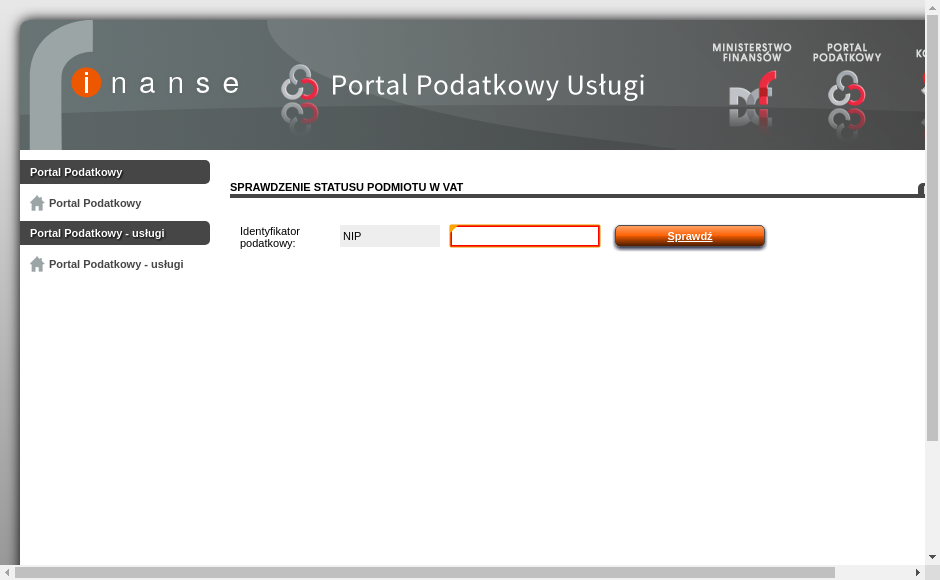 inanse
Portal Podatkowy Usługi
MINISTERSTWO
FINANSÓW
PORTAL
PODATKOWY
Portal Podatkowy
Portal Podatkowy
Portal Podatkowy - usługi
Portal Podatkowy - usługi
SPRAWDZENIE STATUSU PODMIOTU W VAT
Identyfikator
podatkowy:
NIP
Sprawdź